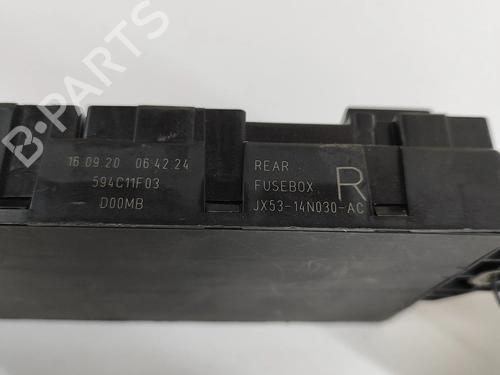 B-PARTS
16.09.20 06:42:24
594C11F03
D00MB
REAR
FUSEBOX R
JX53-14N030-AC